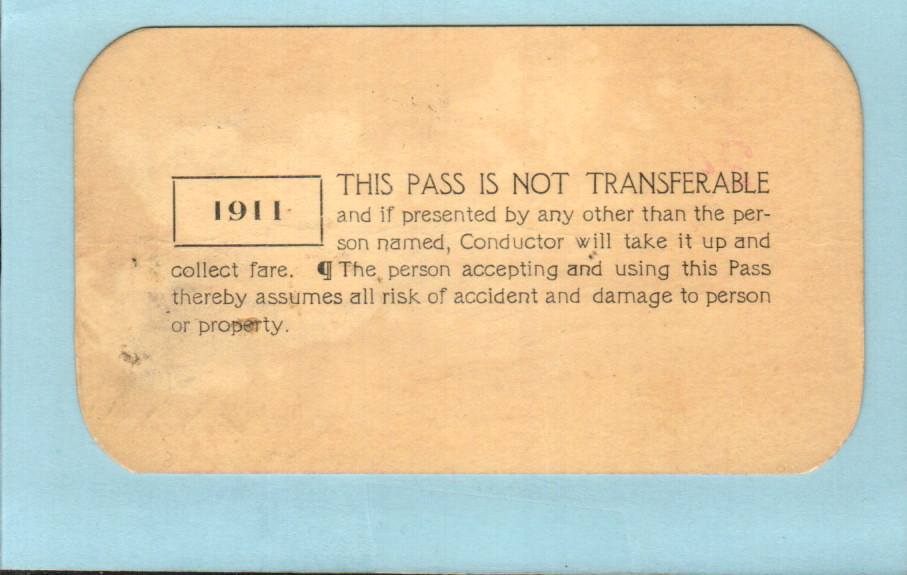 1911
THIS PASS IS NOT TRANSFERABLE
and if presented by any other than the per-
son named, Conductor will take it up and
collect fare. ¶ The person accepting and using this Pass
thereby assumes all risk of accident and damage to person
or property.